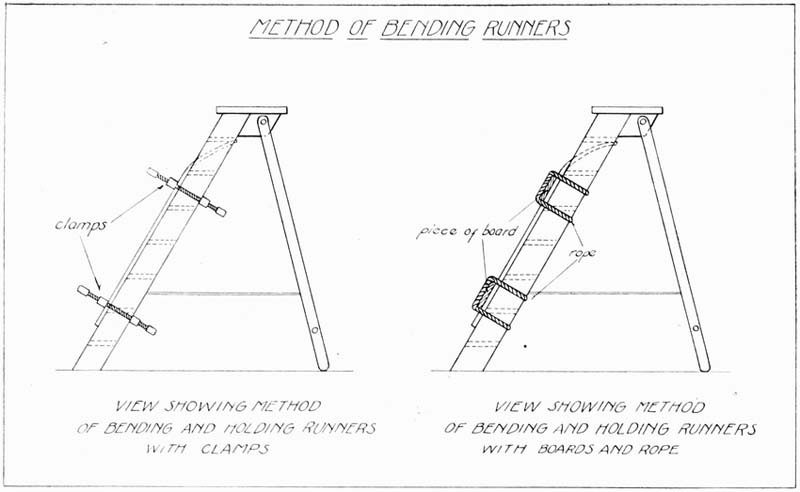 METHOD OF BENDING RUNNERS
clamps
piece of board
rope
VIEW SHOWING METHOD
OF BENDING AND HOLDING RUNNERS
WITH CLAMPS
VIEW SHOWING METHOD
OF BENDING AND HOLDING RUNNERS
WITH BOARDS AND ROPE